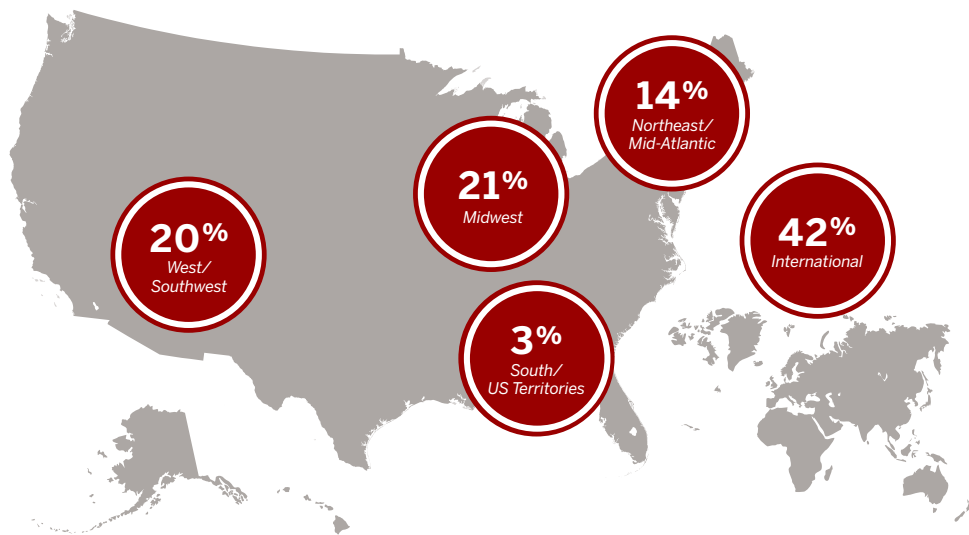 14%
Northeast/
Mid-Atlantic
21%
Midwest
42%
International
20%
West/
Southwest
3%
South/
US Territories